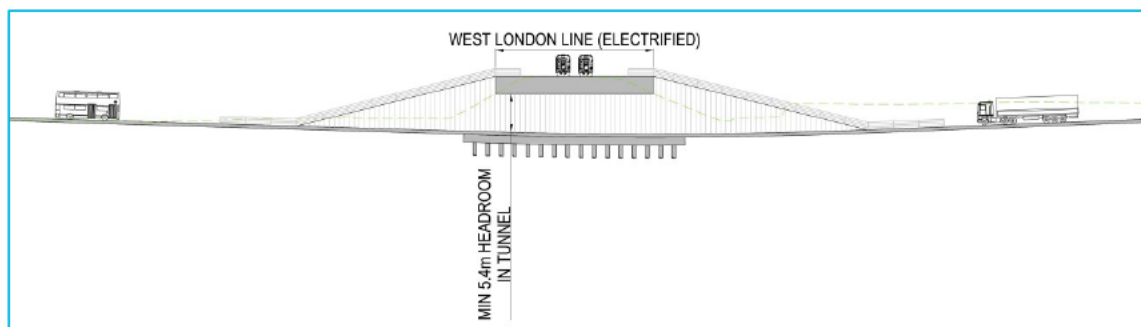 WEST LONDON LINE (ELECTRIFIED)
MIN 5.4m HEADROOM
IN TUNNEL